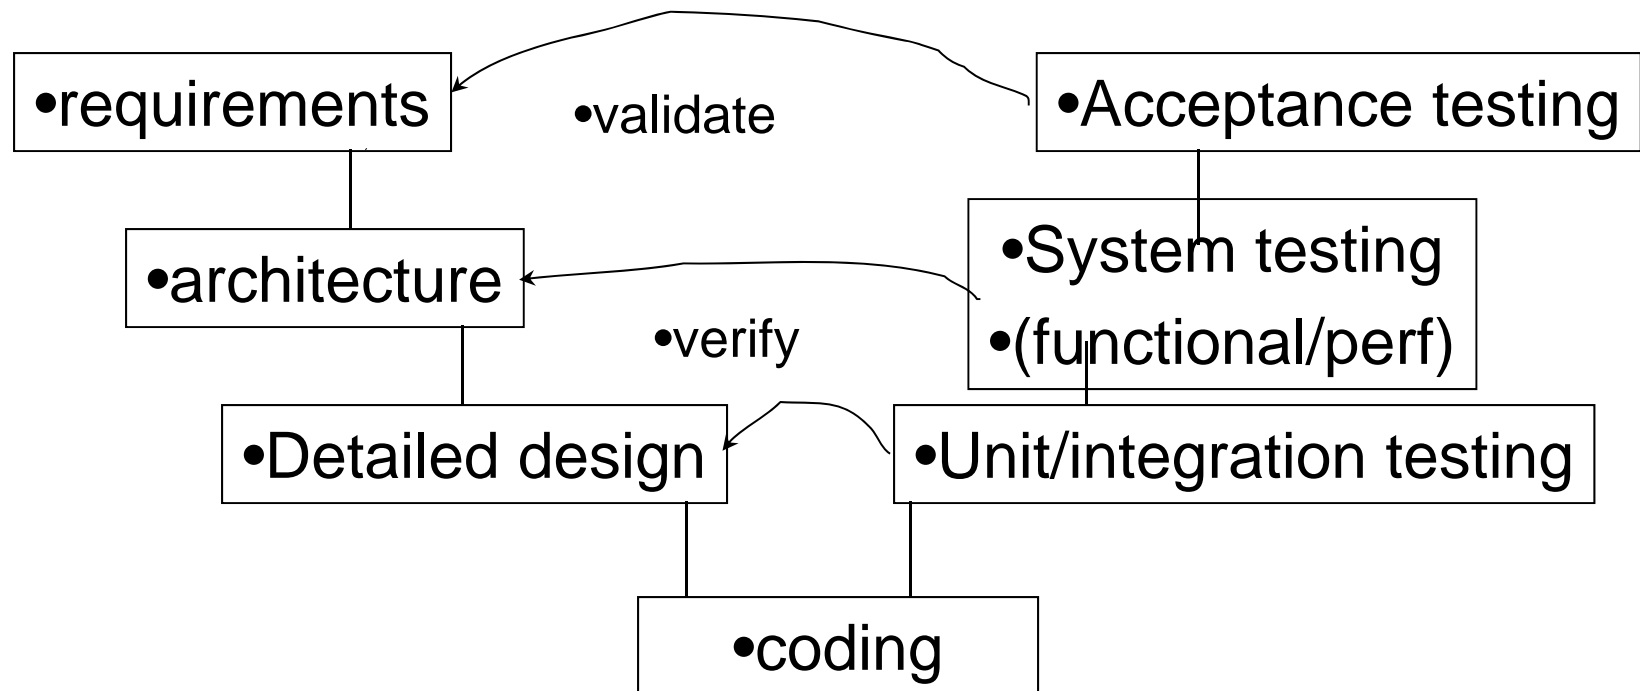 •requirements
•validate
•Acceptance testing
•architecture
•System testing
•(functional/perf)
•verify
•Detailed design
•Unit/integration testing
•coding